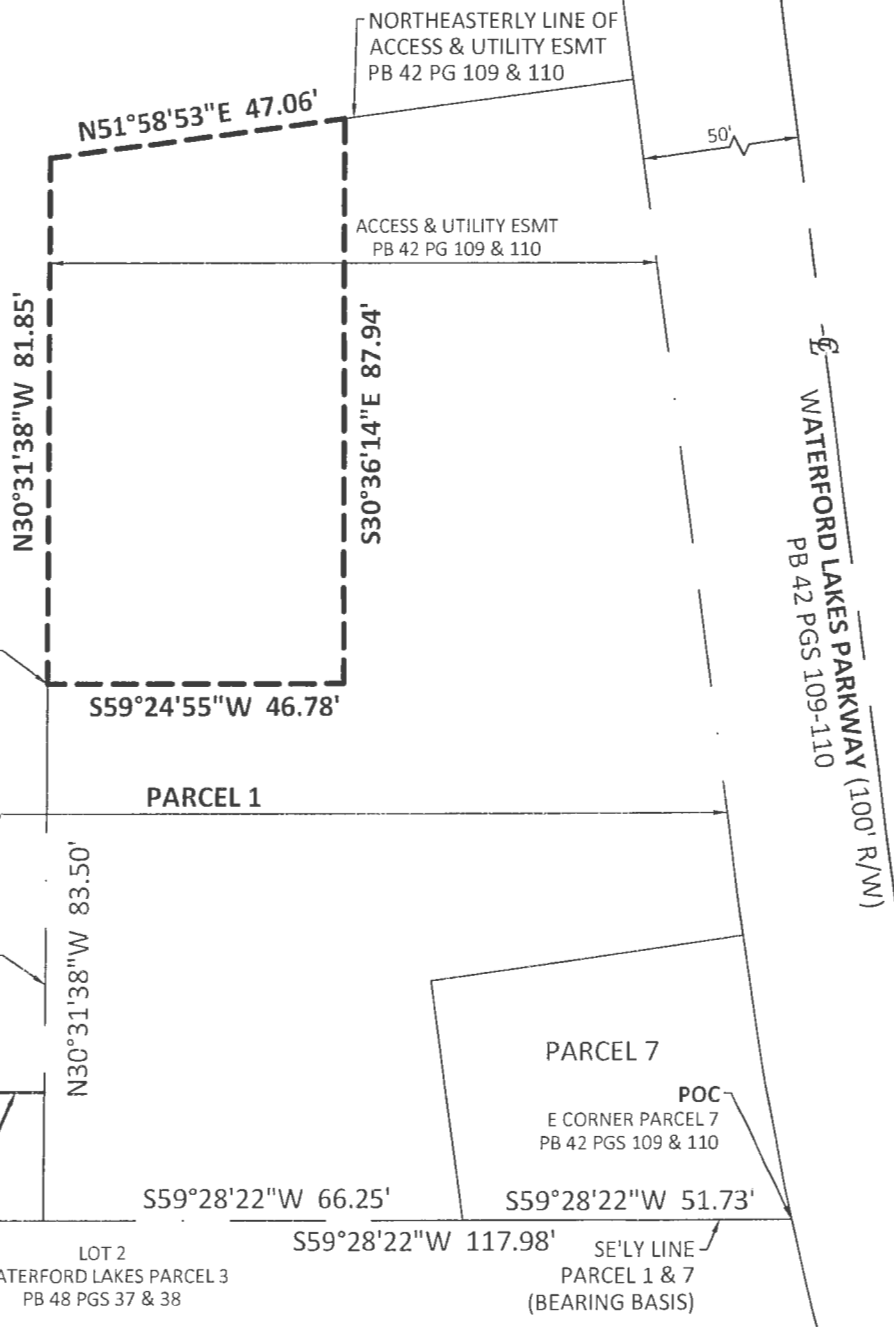 NORTHEASTERLY LINE OF
ACCESS & UTILITY ESMT
PB 42 PG 109 & 110
N51°58'53"E 47.06'
50'
ACCESS & UTILITY ESMT
PB 42 PG 109 & 110
N30°31'38"W 81.85'
S30°36'14"E 87.94'
℄ WATERFORD LAKES PARKWAY (100' R/W)
PB 42 PGS 109-110
S59°24'55"W 46.78'
PARCEL 1
N30°31'38"W 83.50'
PARCEL 7
POC
E CORNER PARCEL 7
PB 42 PGS 109 & 110
S59°28'22"W 66.25'
S59°28'22"W 51.73'
S59°28'22"W 117.98'
SE'LY LINE
PARCEL 1 & 7
(BEARING BASIS)
LOT 2
ATERFORD LAKES PARCEL 3
PB 48 PGS 37 & 38